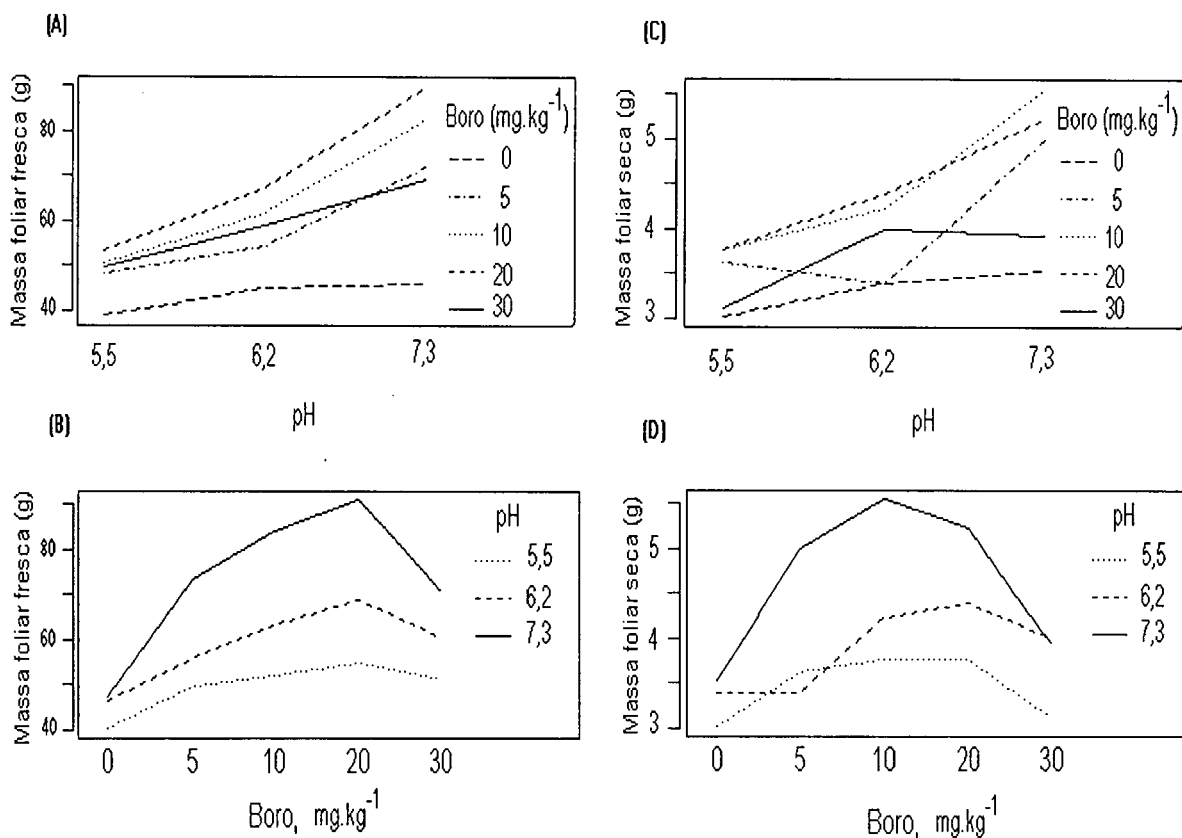 (A)
Massa foliar fresca (g)
80
60
40
5,5 6,2 7,3
pH
Boro (mg.kg⁻¹)
0
5
10
20
30
(C)
Massa foliar seca (g)
5
4
3
5,5 6,2 7,3
pH
Boro (mg.kg⁻¹)
0
5
10
20
30
(B)
Massa foliar fresca (g)
80
60
40
0 5 10 20 30
Boro, mg.kg⁻¹
pH
5,5
6,2
7,3
(D)
Massa foliar seca (g)
5
4
3
0 5 10 20 30
Boro, mg.kg⁻¹
pH
5,5
6,2
7,3